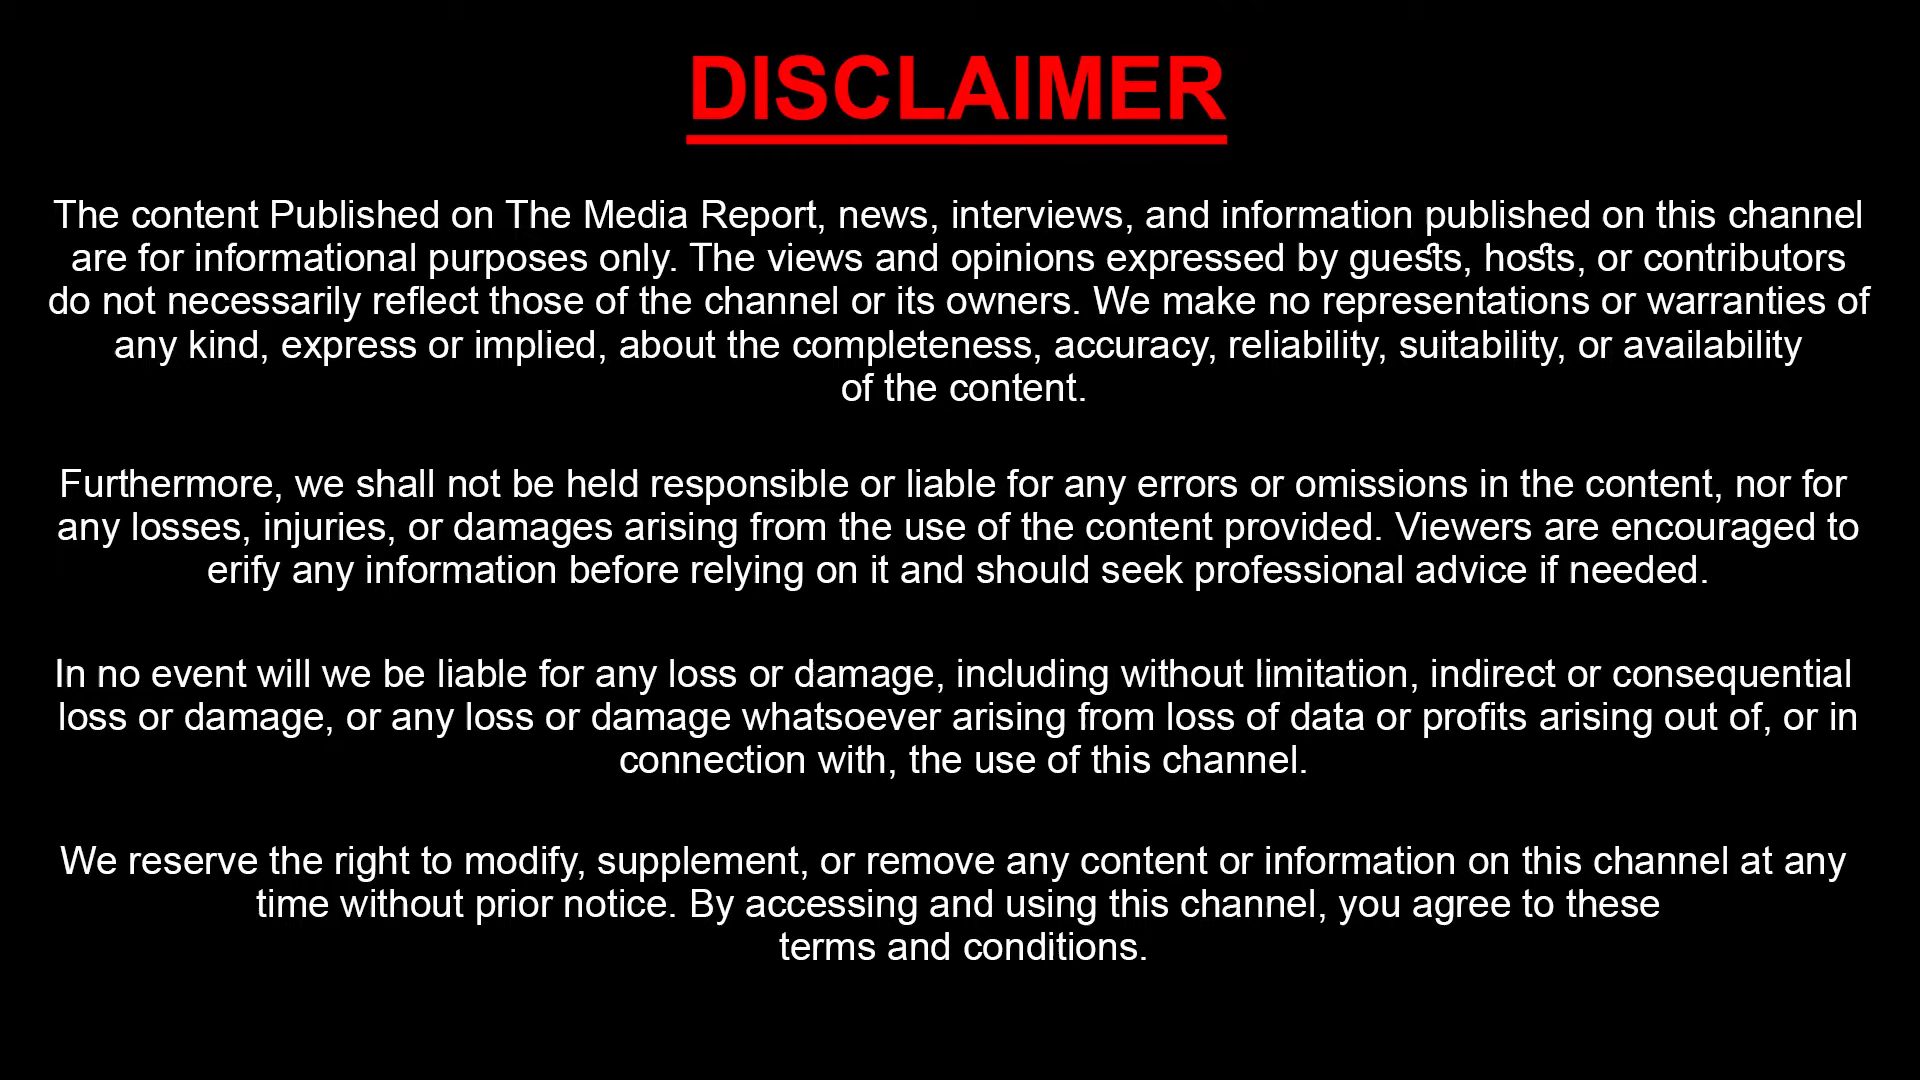 DISCLAIMER
The content Published on The Media Report, news, interviews, and information published on this channel
are for informational purposes only. The views and opinions expressed by guests, hosts, or contributors
do not necessarily reflect those of the channel or its owners. We make no representations or warranties of
any kind, express or implied, about the completeness, accuracy, reliability, suitability, or availability
of the content.
Furthermore, we shall not be held responsible or liable for any errors or omissions in the content, nor for
any losses, injuries, or damages arising from the use of the content provided. Viewers are encouraged to
erify any information before relying on it and should seek professional advice if needed.
In no event will we be liable for any loss or damage, including without limitation, indirect or consequential
loss or damage, or any loss or damage whatsoever arising from loss of data or profits arising out of, or in
connection with, the use of this channel.
We reserve the right to modify, supplement, or remove any content or information on this channel at any
time without prior notice. By accessing and using this channel, you agree to these
terms and conditions.